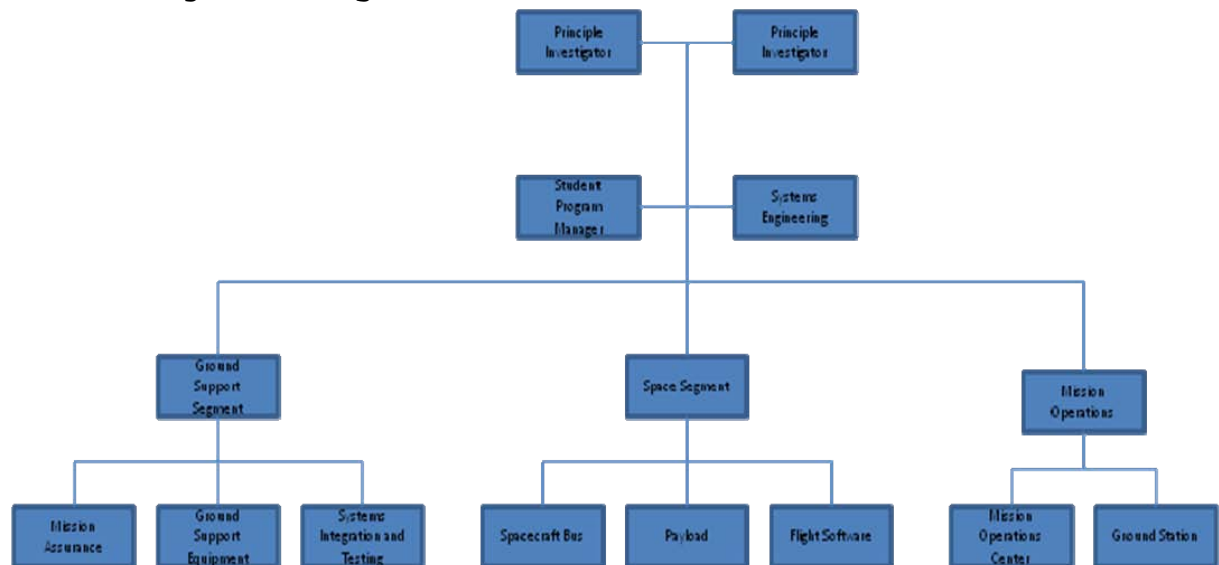 Principle
Investigator
Principle
Investigator
Student
Program
Manager
Systems
Engineering
Ground
Support
Segment
Space Segment
Mission
Operations
Mission
Assurance
Ground
Support
Equipment
Systems
Integration and
Testing
Spacecraft Bus
Payload
Flight Software
Mission
Operations
Center
Ground Station